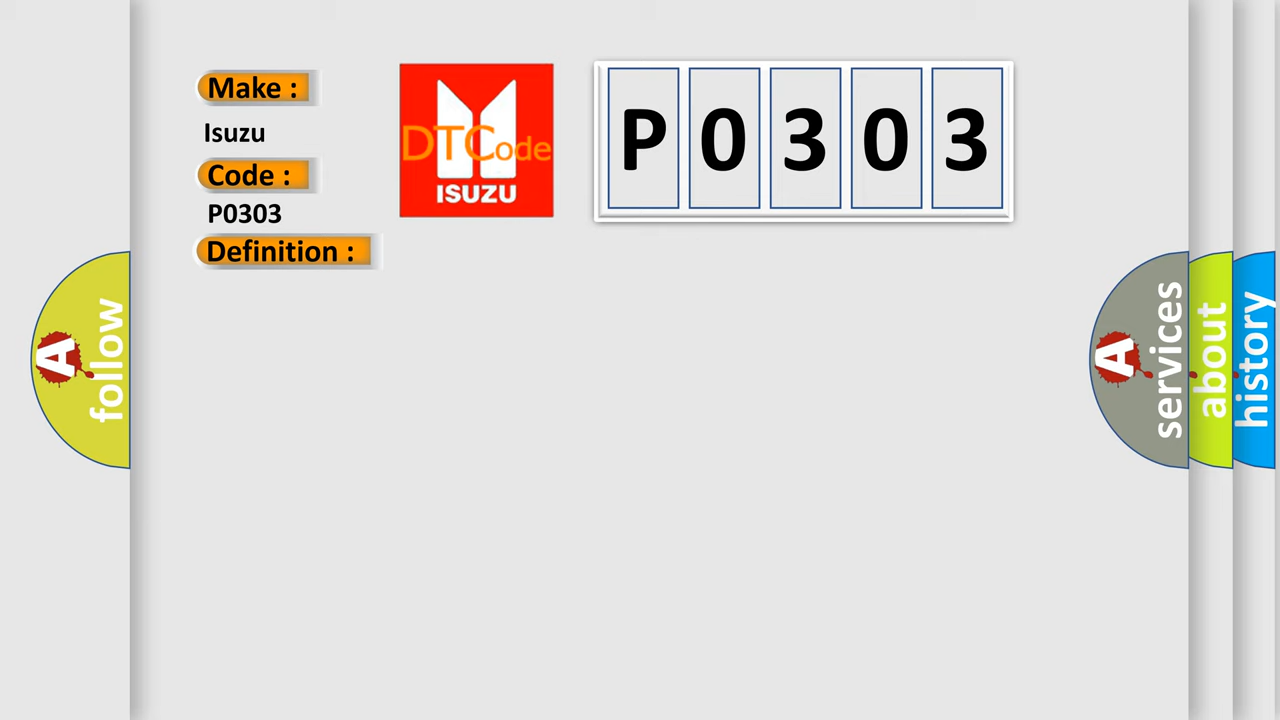 Make :
Isuzu
Code :
P0303
Definition :
DTCode
ISUZU
P0303
A
follow
A
services
about
history